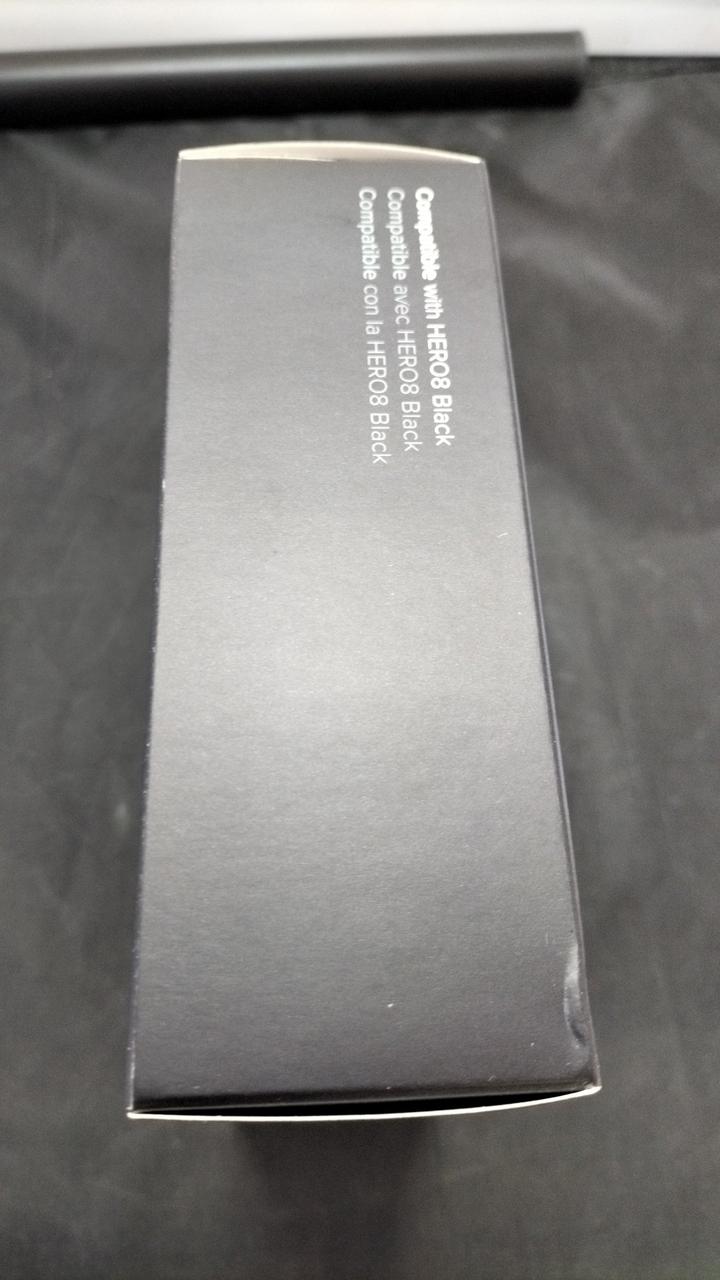 Compatible with HERO8 Black
Compatible avec HERO8 Black
Compatible con la HERO8 Black